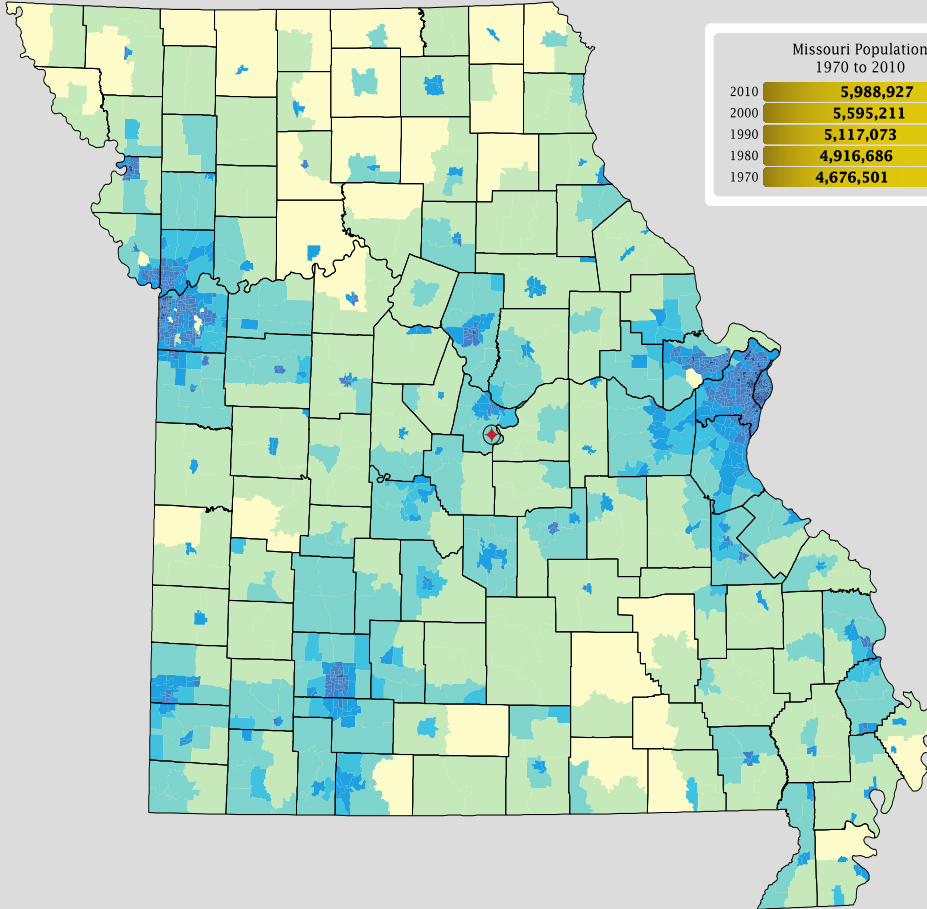 Missouri Population
1970 to 2010
2010 5,988,927
2000 5,595,211
1990 5,117,073
1980 4,916,686
1970 4,676,501